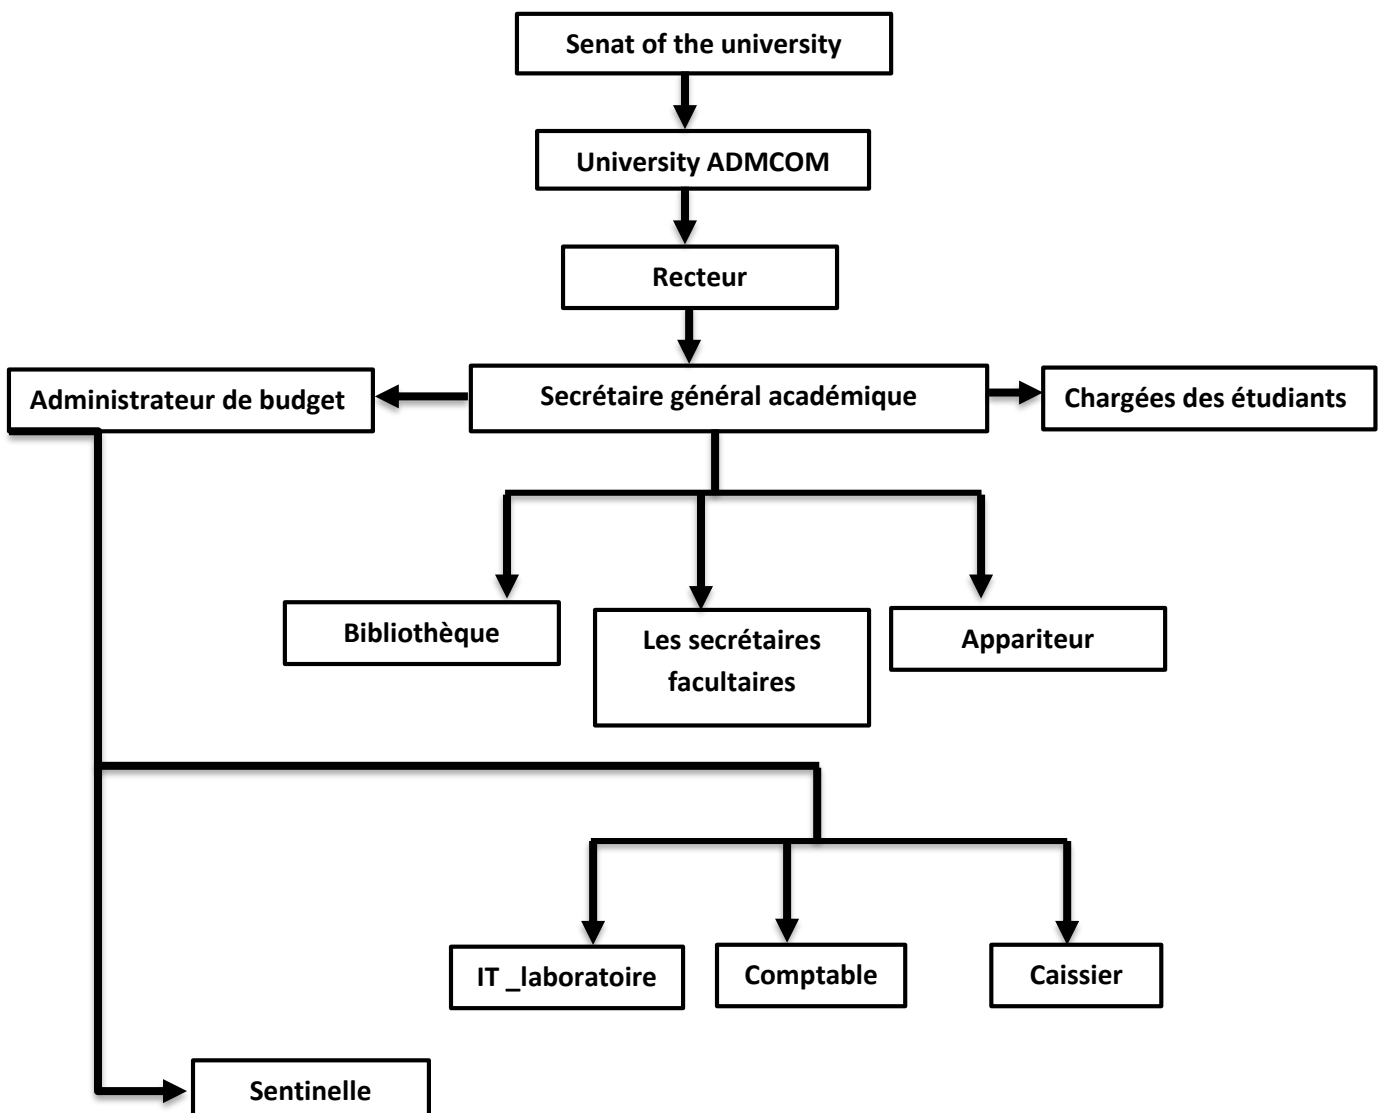 Senat of the university
University ADMCOM
Recteur
Administrateur de budget
Secrétaire général académique
Chargées des étudiants
Bibliothèque
Les secrétaires
facultaires
Appariteur
IT _laboratoire
Comptable
Caissier
Sentinelle